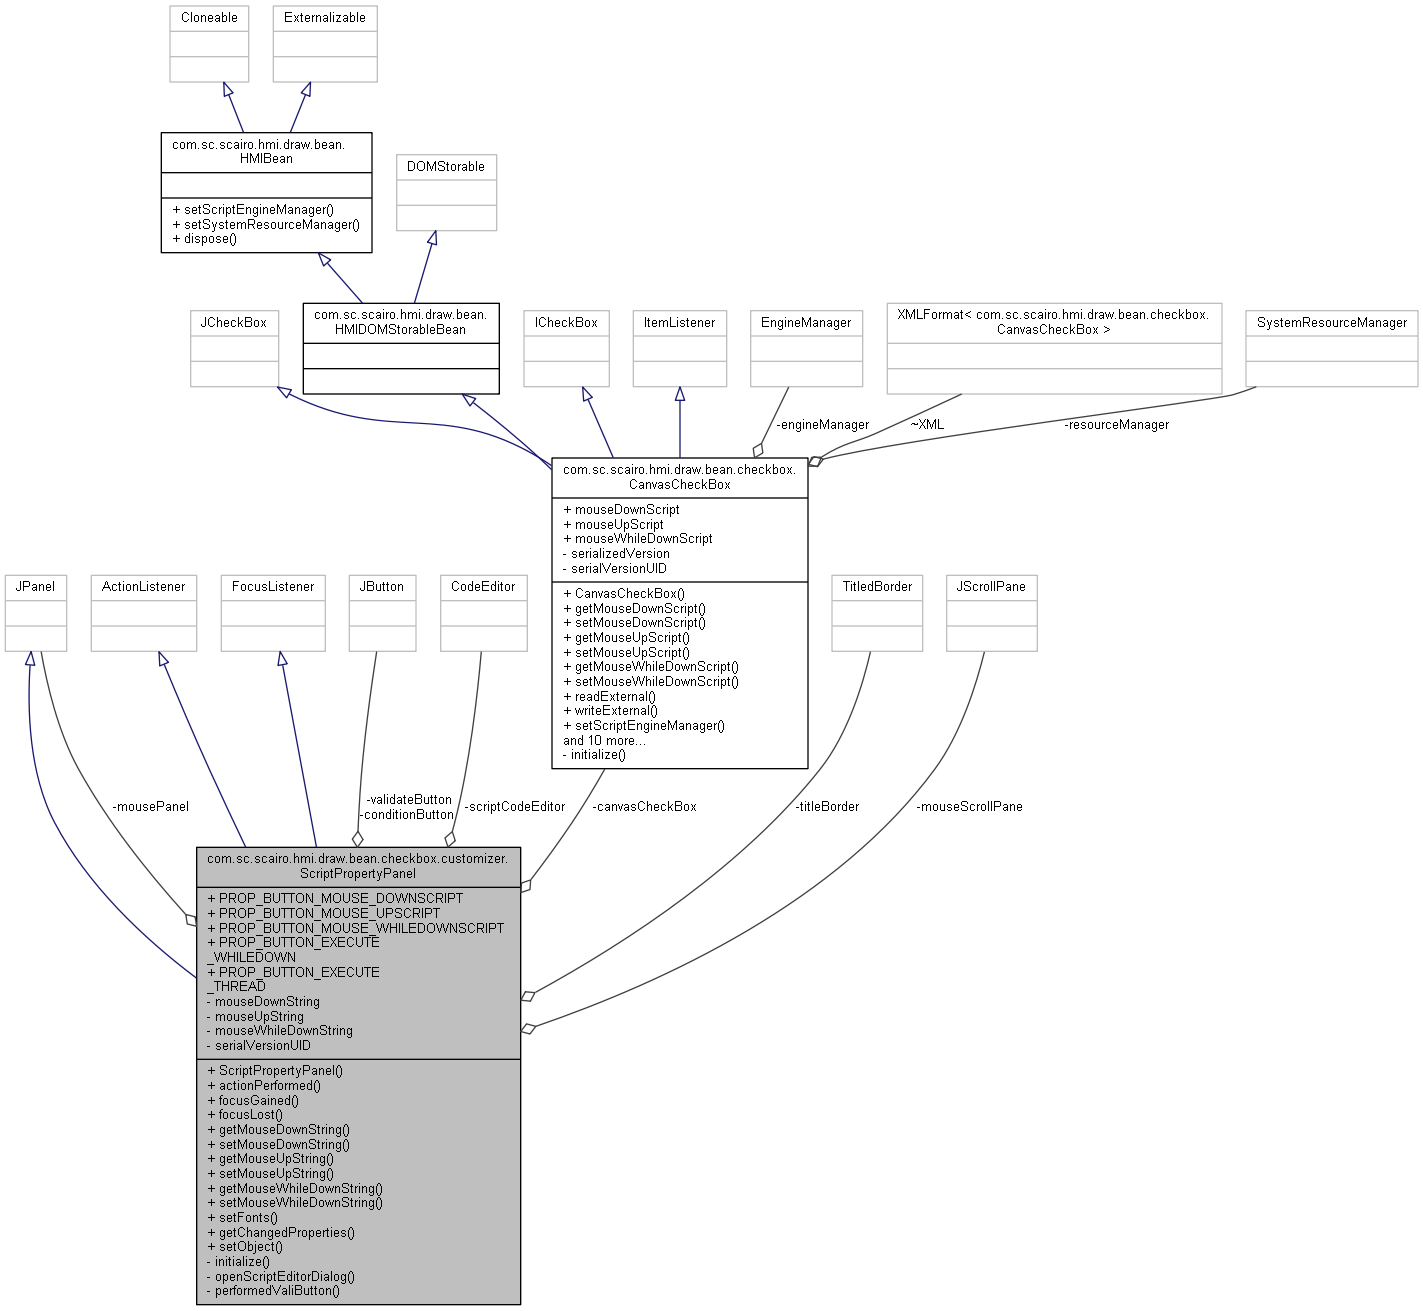 Cloneable
Externalizable
com.sc.scairo.hmi.draw.bean.
HMIBean
+ setScriptEngineManager()
+ setSystemResourceManager()
+ dispose()
DOMStorable
JCheckBox
com.sc.scairo.hmi.draw.bean.
HMIDOMStorableBean
ICheckBox
ItemListener
EngineManager
XMLFormat< com.sc.scairo.hmi.draw.bean.checkbox.
CanvasCheckBox >
SystemResourceManager
-engineManager
~XML
-resourceManager
com.sc.scairo.hmi.draw.bean.checkbox.
CanvasCheckBox
+ mouseDownScript
+ mouseUpScript
+ mouseWhileDownScript
- serializedVersion
- serialVersionUID
+ CanvasCheckBox()
+ getMouseDownScript()
+ setMouseDownScript()
+ getMouseUpScript()
+ setMouseUpScript()
+ getMouseWhileDownScript()
+ setMouseWhileDownScript()
+ readExternal()
+ writeExternal()
+ setScriptEngineManager()
and 10 more...
- initialize()
JPanel
ActionListener
FocusListener
JButton
CodeEditor
TitledBorder
JScrollPane
-mousePanel
-validateButton
-conditionButton
-scriptCodeEditor
-canvasCheckBox
-titleBorder
-mouseScrollPane
com.sc.scairo.hmi.draw.bean.checkbox.customizer.
ScriptPropertyPanel
+ PROP_BUTTON_MOUSE_DOWNSCRIPT
+ PROP_BUTTON_MOUSE_UPSCRIPT
+ PROP_BUTTON_MOUSE_WHILEDOWNSCRIPT
+ PROP_BUTTON_EXECUTE
_WHILEDOWN
+ PROP_BUTTON_EXECUTE
_THREAD
- mouseDownString
- mouseUpString
- mouseWhileDownString
- serialVersionUID
+ ScriptPropertyPanel()
+ actionPerformed()
+ focusGained()
+ focusLost()
+ getMouseDownString()
+ setMouseDownString()
+ getMouseUpString()
+ setMouseUpString()
+ getMouseWhileDownString()
+ setMouseWhileDownString()
+ setFonts()
+ getChangedProperties()
+ setObject()
- initialize()
- openScriptEditorDialog()
- performedValiButton()